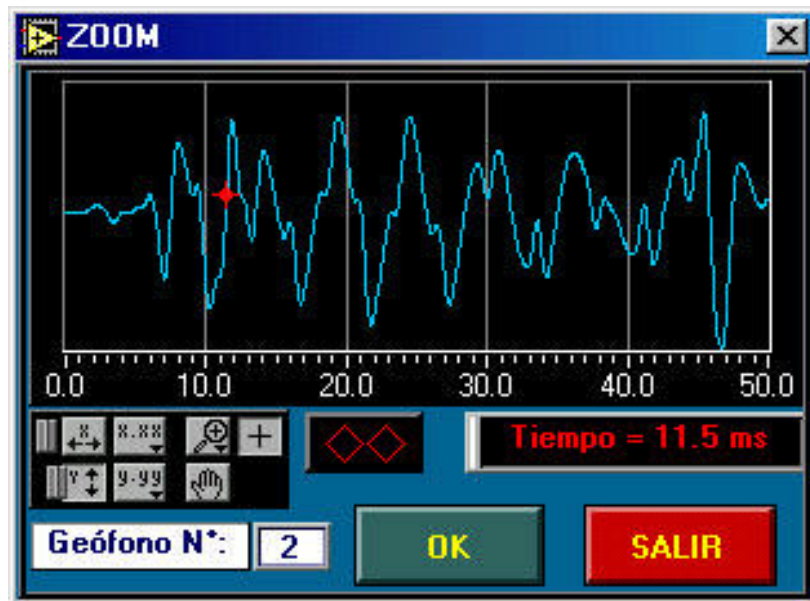 ZOOM
0.0 10.0 20.0 30.0 40.0 50.0
X X.XX
Tiempo = 11.5 ms
Y Y.YY
Geófono N°: 2
OK
SALIR